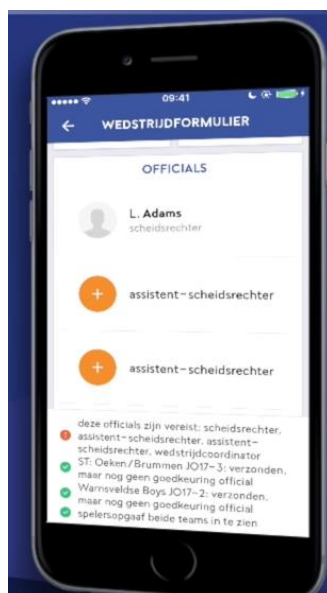 09:41
WEDSTRIJDFORMULIER
OFFICIALS
L. Adams
scheidsrechter
assistent-scheidsrechter
assistent-scheidsrechter
deze officials zijn vereist: scheidsrechter,
assistent-scheidsrechter, assistent-
scheidsrechter, wedstrijdcoordinator
ST: Oeken/Brummen JO17-3: verzonden,
maar nog geen goedkeuring official
Warnsveldse Boys JO17-2: verzonden,
maar nog geen goedkeuring official
spelersopgaaf beide teams in te zien